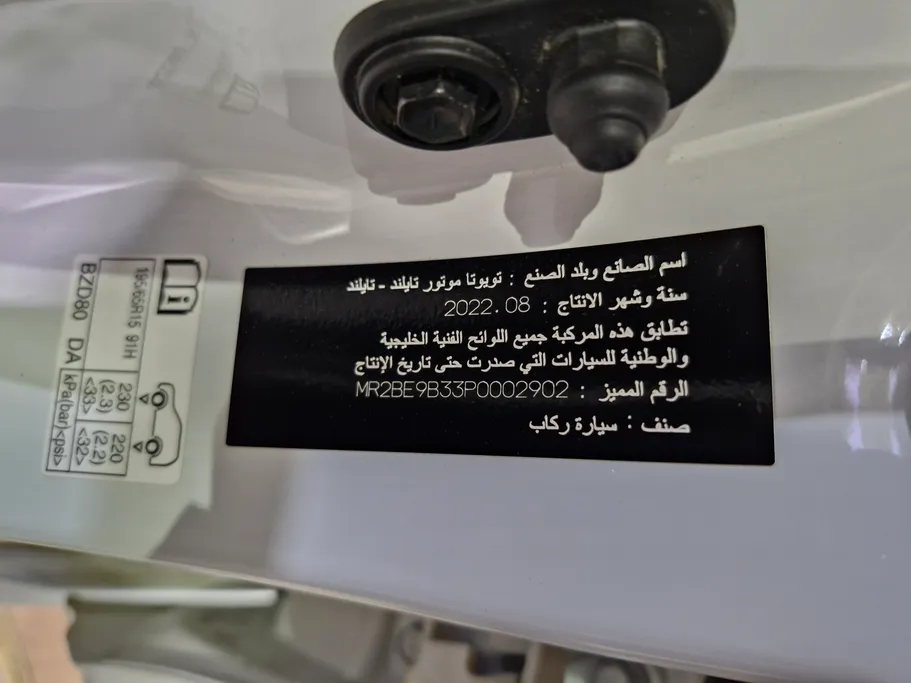 اسم الصانع وبلد الصنع : تويوتا موتور تايلند - تايلند
سنة وشهر الانتاج : 2022.08
تطابق هذه المركبة جميع اللوائح الفنية الخليجية
والوطنية للسيارات التي صدرت حتى تاريخ الإنتاج
الرقم المميز : MR2BE9B33P0002902
صنف : سيارة ركاب
195/65R15 91H
230
(2.3)
<33>
220
(2.2)
<32>
kPa(bar)<psi>
BZD80 DA